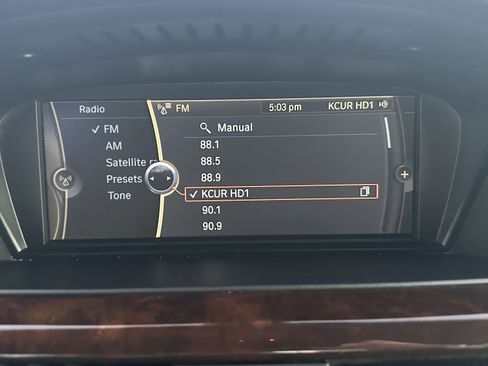 Radio
FM
5:03 pm
KCUR HD1
✓ FM
AM
Satellite r
Presets
Tone
Manual
88.1
88.5
88.9
✓ KCUR HD1
90.1
90.9